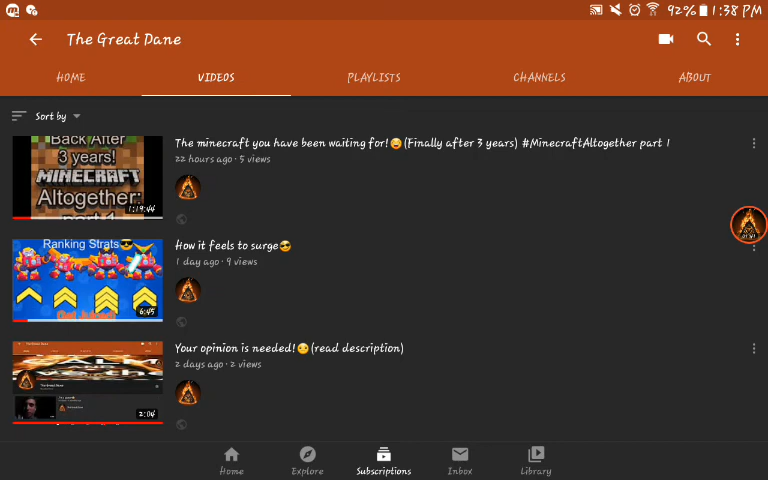 92% 1:38 PM
The Great Dane
HOME VIDEOS PLAYLISTS CHANNELS ABOUT
Sort by
Back After
3 years!
MINECRAFT
Altogether:
part 1
1:19:44
The minecraft you have been waiting for!😂(Finally after 3 years) #MinecraftAltogether part 1
22 hours ago · 5 views
Ranking Strats😎
6:45
How it feels to surge😎
1 day ago · 9 views
2:04
Your opinion is needed!😐(read description)
2 days ago · 2 views
Home Explore Subscriptions Inbox Library